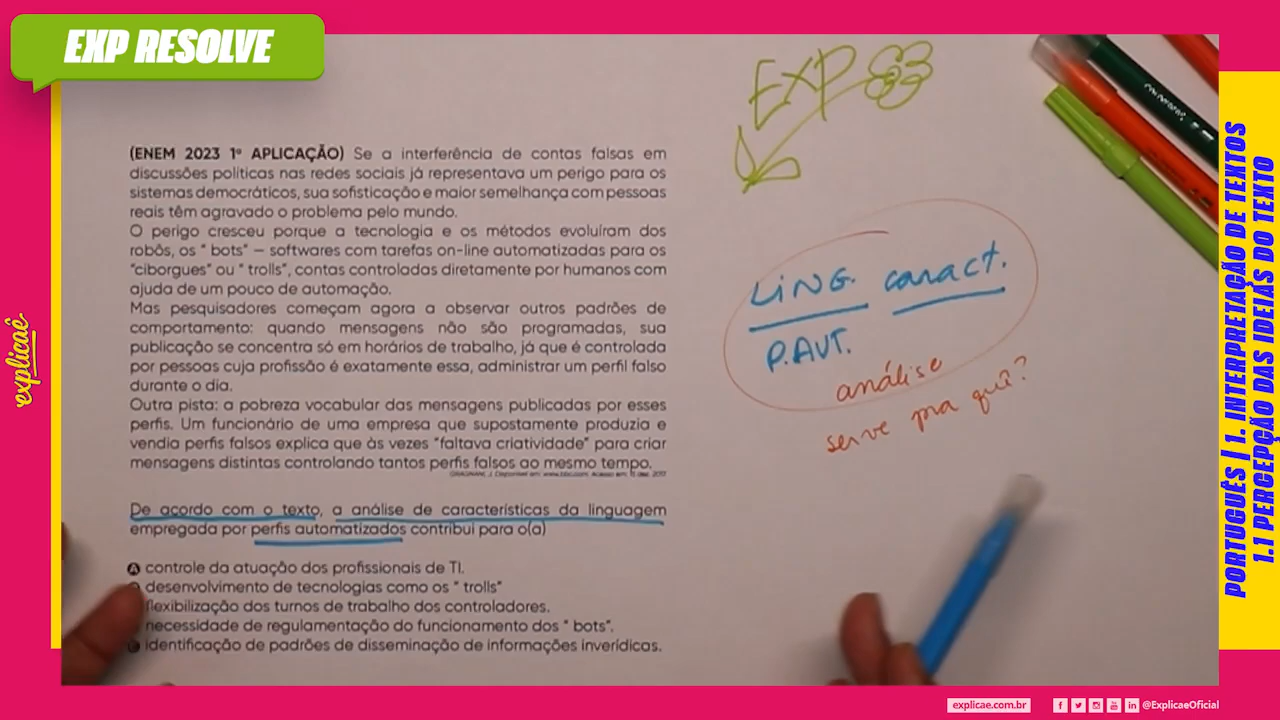 EXP RESOLVE
EXP
(ENEM 2023 1º APLICAÇÃO) Se a interferência de contas falsas em
discussões políticas nas redes sociais já representava um perigo para os
sistemas democráticos, sua sofisticação e maior semelhança com pessoas
reais têm agravado o problema pelo mundo.
O perigo cresceu porque a tecnologia e os métodos evoluíram dos
robôs, os " bots" – softwares com tarefas on-line automatizadas para os
"ciborgues" ou " trolls", contas controladas diretamente por humanos com
ajuda de um pouco de automação.
Mas pesquisadores começam agora a observar outros padrões de
comportamento: quando mensagens não são programadas, sua
publicação se concentra só em horários de trabalho, já que é controlada
por pessoas cuja profissão é exatamente essa, administrar um perfil falso
durante o dia.
Outra pista: a pobreza vocabular das mensagens publicadas por esses
perfis. Um funcionário de uma empresa que supostamente produzia e
vendia perfis falsos explica que às vezes "faltava criatividade" para criar
mensagens distintas controlando tantos perfis falsos ao mesmo tempo.
GRAGNANI, J. Disponível em: www.bbc.com. Acesso em: dez. 2017
De acordo com o texto, a análise de características da linguagem
empregada por perfis automatizados contribui para o(a)
A controle da atuação dos profissionais de TI.
desenvolvimento de tecnologias como os " trolls"
flexibilização dos turnos de trabalho dos controladores.
necessidade de regulamentação do funcionamento dos " bots".
identificação de padrões de disseminação de informações inverídicas.
LING. caract.
P.AUT.
análise
serve pra quê?
explicaê
PORTUGUÊS | 1. INTERPRETAÇÃO DE TEXTOS
1.1 PERCEPÇÃO DAS IDEIAS DO TEXTO
explicae.com.br
@ExplicaeOficial